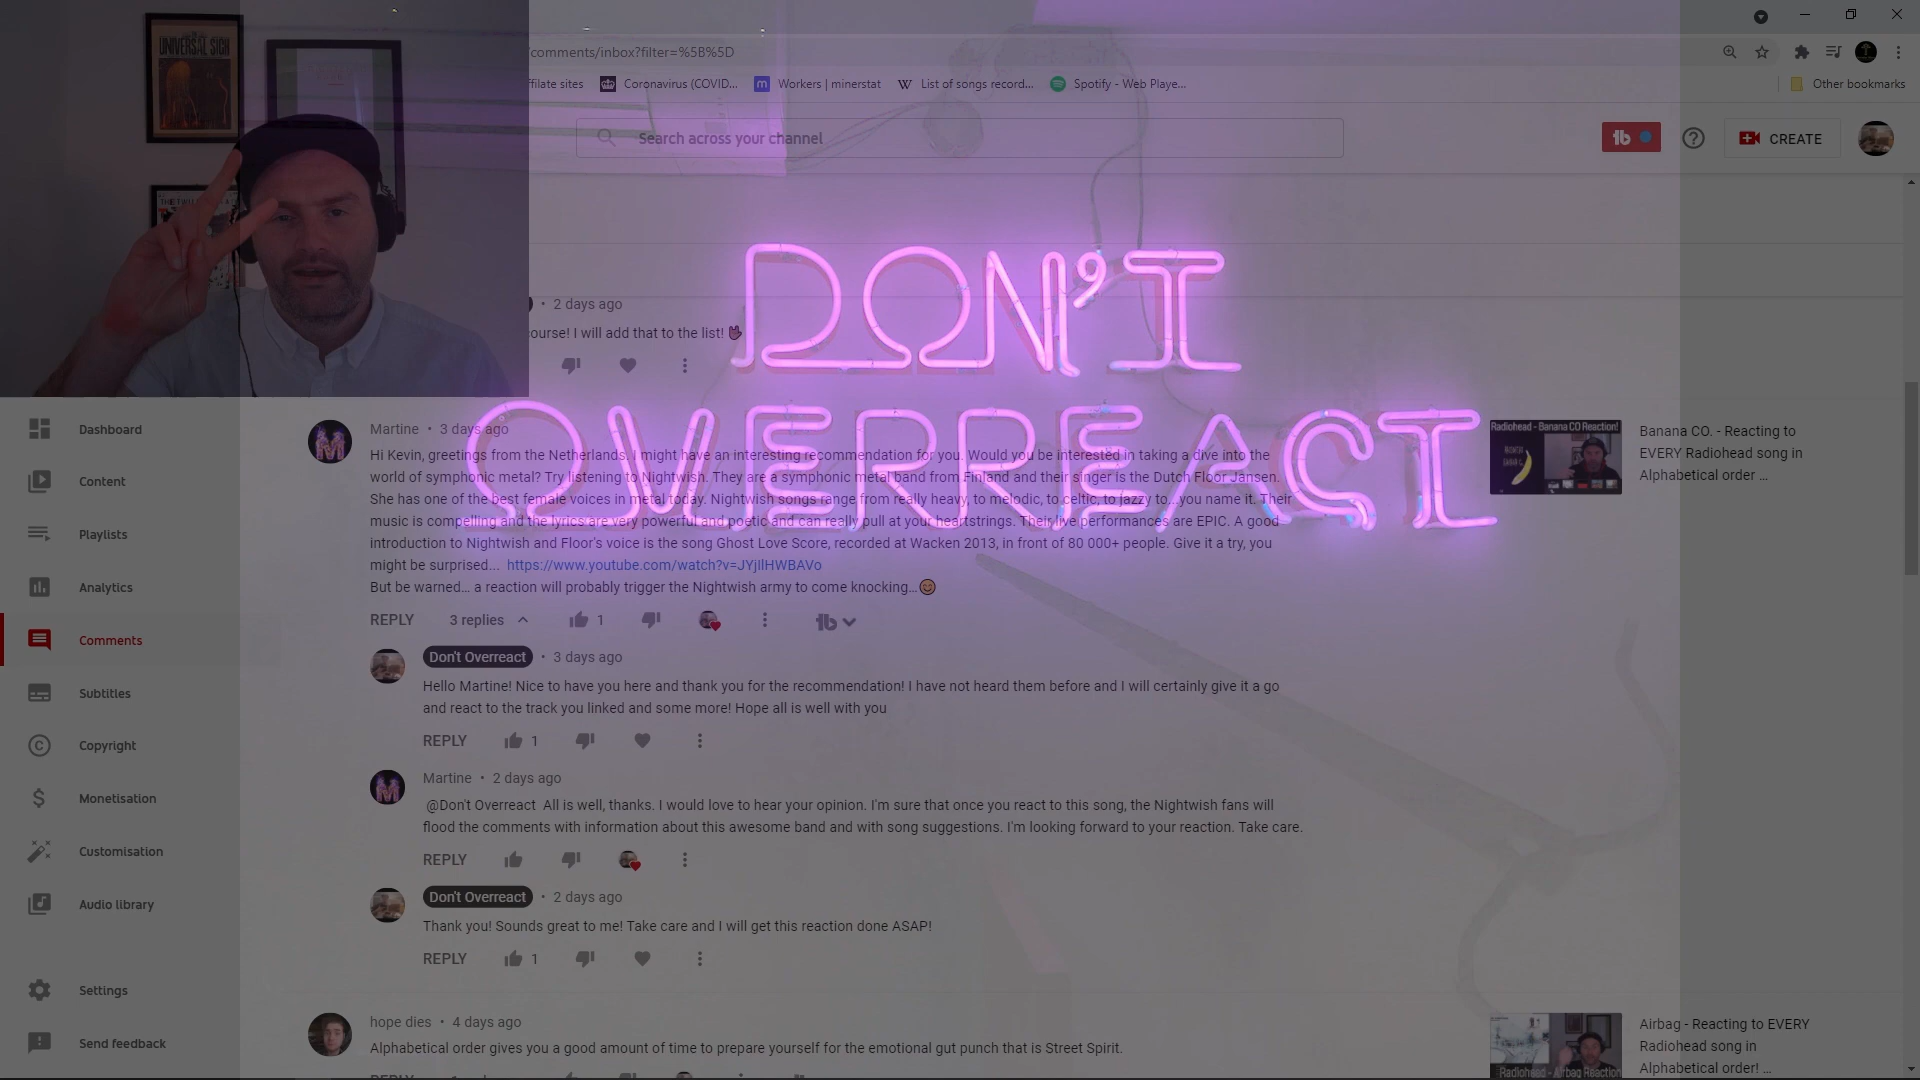 UNIVERSAL SIGH
/comments/inbox?filter=%5B%5D
ffilate sites
Coronavirus (COVID...
Workers | minerstat
List of songs record...
Spotify - Web Playe...
Other bookmarks
Search across your channel
CREATE
DON'T
OVERREACT
• 2 days ago
ourse! I will add that to the list!
Dashboard
Content
Playlists
Analytics
Comments
Subtitles
Copyright
Monetisation
Customisation
Audio library
Settings
Send feedback
Martine • 3 days ago
Hi Kevin, greetings from the Netherlands. I might have an interesting recommendation for you. Would you be interested in taking a dive into the
world of symphonic metal? Try listening to Nightwish. They are a symphonic metal band from Finland and their singer is the Dutch Floor Jansen.
She has one of the best female voices in metal today. Nightwish songs range from really heavy, to melodic, to celtic, to jazzy to...you name it. Their
music is compelling and the lyrics are very powerful and poetic and can really pull at your heartstrings. Their live performances are EPIC. A good
introduction to Nightwish and Floor's voice is the song Ghost Love Score, recorded at Wacken 2013, in front of 80 000+ people. Give it a try, you
might be surprised... https://www.youtube.com/watch?v=JYjIlHWBAVo
But be warned... a reaction will probably trigger the Nightwish army to come knocking...😊
REPLY 3 replies 1
Don't Overreact • 3 days ago
Hello Martine! Nice to have you here and thank you for the recommendation! I have not heard them before and I will certainly give it a go
and react to the track you linked and some more! Hope all is well with you
REPLY 1
Martine • 2 days ago
@Don't Overreact All is well, thanks. I would love to hear your opinion. I'm sure that once you react to this song, the Nightwish fans will
flood the comments with information about this awesome band and with song suggestions. I'm looking forward to your reaction. Take care.
REPLY
Don't Overreact • 2 days ago
Thank you! Sounds great to me! Take care and I will get this reaction done ASAP!
REPLY 1
hope dies • 4 days ago
Alphabetical order gives you a good amount of time to prepare yourself for the emotional gut punch that is Street Spirit.
Radiohead - Banana CO Reaction!
Banana CO. - Reacting to
EVERY Radiohead song in
Alphabetical order ...
Radiohead - Airbag Reaction
Airbag - Reacting to EVERY
Radiohead song in
Alphabetical order! ...